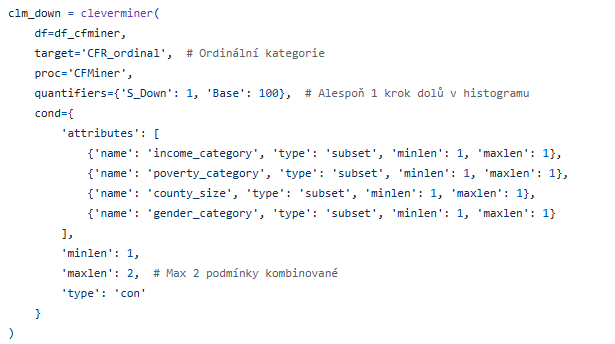 clm_down = cleverminer(
    df=df_cfminer,
    target='CFR_ordinal',  # Ordinální kategorie
    proc='CFMiner',
    quantifiers={'S_Down': 1, 'Base': 100},  # Alespoň 1 krok dolů v histogramu
    cond={
        'attributes': [
            {'name': 'income_category', 'type': 'subset', 'minlen': 1, 'maxlen': 1},
            {'name': 'poverty_category', 'type': 'subset', 'minlen': 1, 'maxlen': 1},
            {'name': 'county_size', 'type': 'subset', 'minlen': 1, 'maxlen': 1},
            {'name': 'gender_category', 'type': 'subset', 'minlen': 1, 'maxlen': 1}
        ],
        'minlen': 1,
        'maxlen': 2,  # Max 2 podmínky kombinované
        'type': 'con'
    }
)